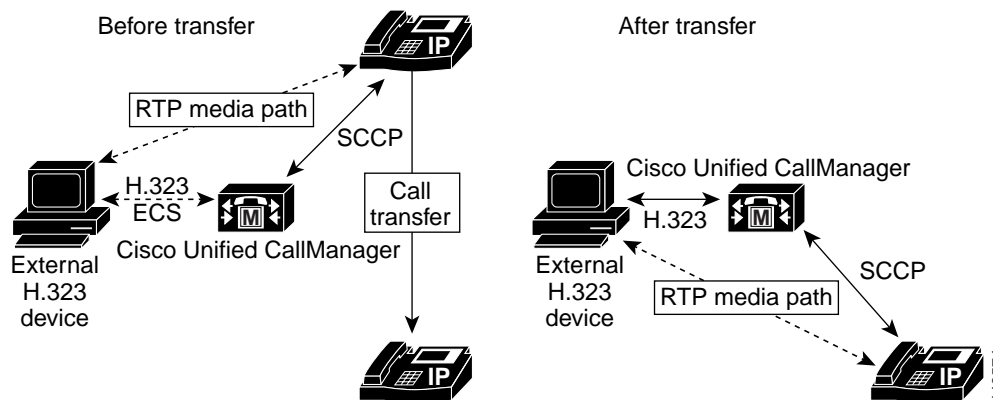 Before transfer
IP
RTP media path
SCCP
H.323
ECS
M
Call
transfer
Cisco Unified CallManager
External
H.323
device
IP
After transfer
Cisco Unified CallManager
M
H.323
External
H.323
device
SCCP
RTP media path
IP